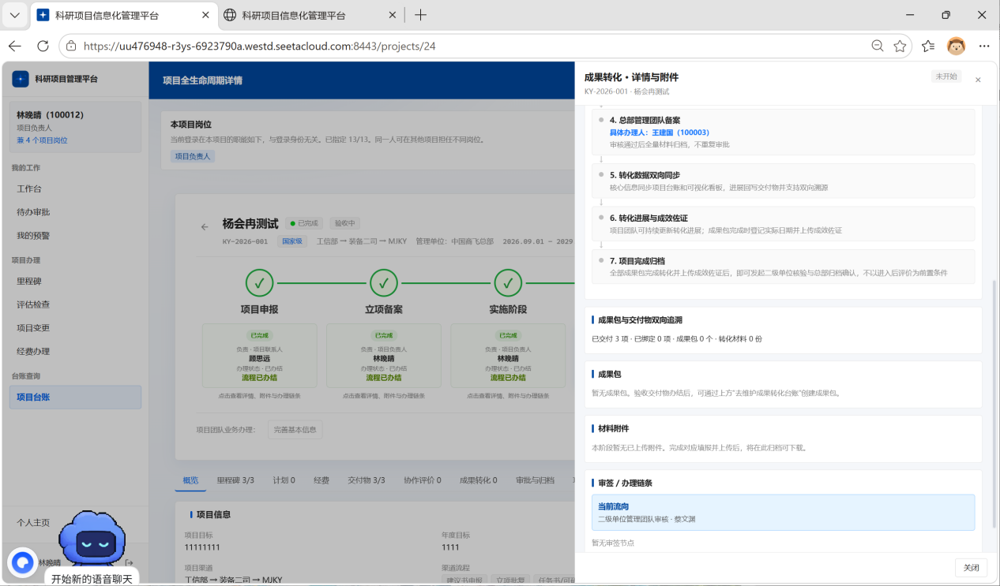 科研项目信息化管理平台
科研项目信息化管理平台
https://uu476948-r3ys-6923790a.westd.seetacloud.com:8443/projects/24
科研项目管理平台
林晚晴（100012）
项目负责人
兼 4 个项目岗位
我的工作
工作台
待办审批
我的预警
项目办理
里程碑
评估检查
项目变更
经费办理
台账查询
项目台账
个人主页
林晚晴
开始新的语音聊天
项目全生命周期详情
本项目岗位
当前登录在本项目的职能如下，与登录身份无关。已指定 13/13。同一人可在其他项目担任不同岗位。
项目负责人
杨会冉测试
已完成
验收中
KY-2026-001
国家级
工信部 → 装备二司 → MJKY
管理单位：中国商飞总部
2026.09.01 – 2029
项目申报
立项备案
实施阶段
已完成
负责 · 项目联系人
顾思远
办理状态 · 已办结
流程已办结
点击查看详情、附件与办理链条
已完成
负责 · 项目负责人
林晚晴
办理状态 · 已办结
流程已办结
点击查看详情、附件与办理链条
已完成
负责 · 项目负责人
林晚晴
办理状态 · 已办结
流程已办结
点击查看详情、附件与办理链条
项目团队业务办理：
完善基本信息
概览
里程碑 3/3
计划 0
经费
交付物 3/3
协作评价 0
成果转化 0
审批与归档
项目信息
项目目标
11111111
年度目标
1111
项目渠道
工信部 → 装备二司 → MJKY
渠道流程
建议书申报
立项批复
成果转化 · 详情与附件
KY-2026-001 · 杨会冉测试
未开始
4. 总部管理团队备案
具体办理人：王建国（100003）
审核通过后全量材料归档，不重复审批
5. 转化数据双向同步
核心信息同步项目台账和可视化看板，进展回写交付物并支持双向溯源
6. 转化进展与成效佐证
项目团队可持续更新转化进展；成果包完成时登记实际日期并上传成效佐证
7. 项目完成归档
全部成果包完成转化并上传成效佐证后，即可发起二级单位核验与总部归档确认，不以进入后评价为前置条件
成果包与交付物双向追溯
已交付 3 项 · 已绑定 0 项 · 成果包 0 个 · 转化材料 0 份
成果包
暂无成果包。验收交付物办结后，可通过上方“去维护成果转化台账”创建成果包。
材料附件
本阶段暂无已上传附件。完成对应填报并上传后，将在此归档可下载。
审签 / 办理链条
当前流向
二级单位管理团队审核 · 蔡文渊
暂无审签节点
关闭